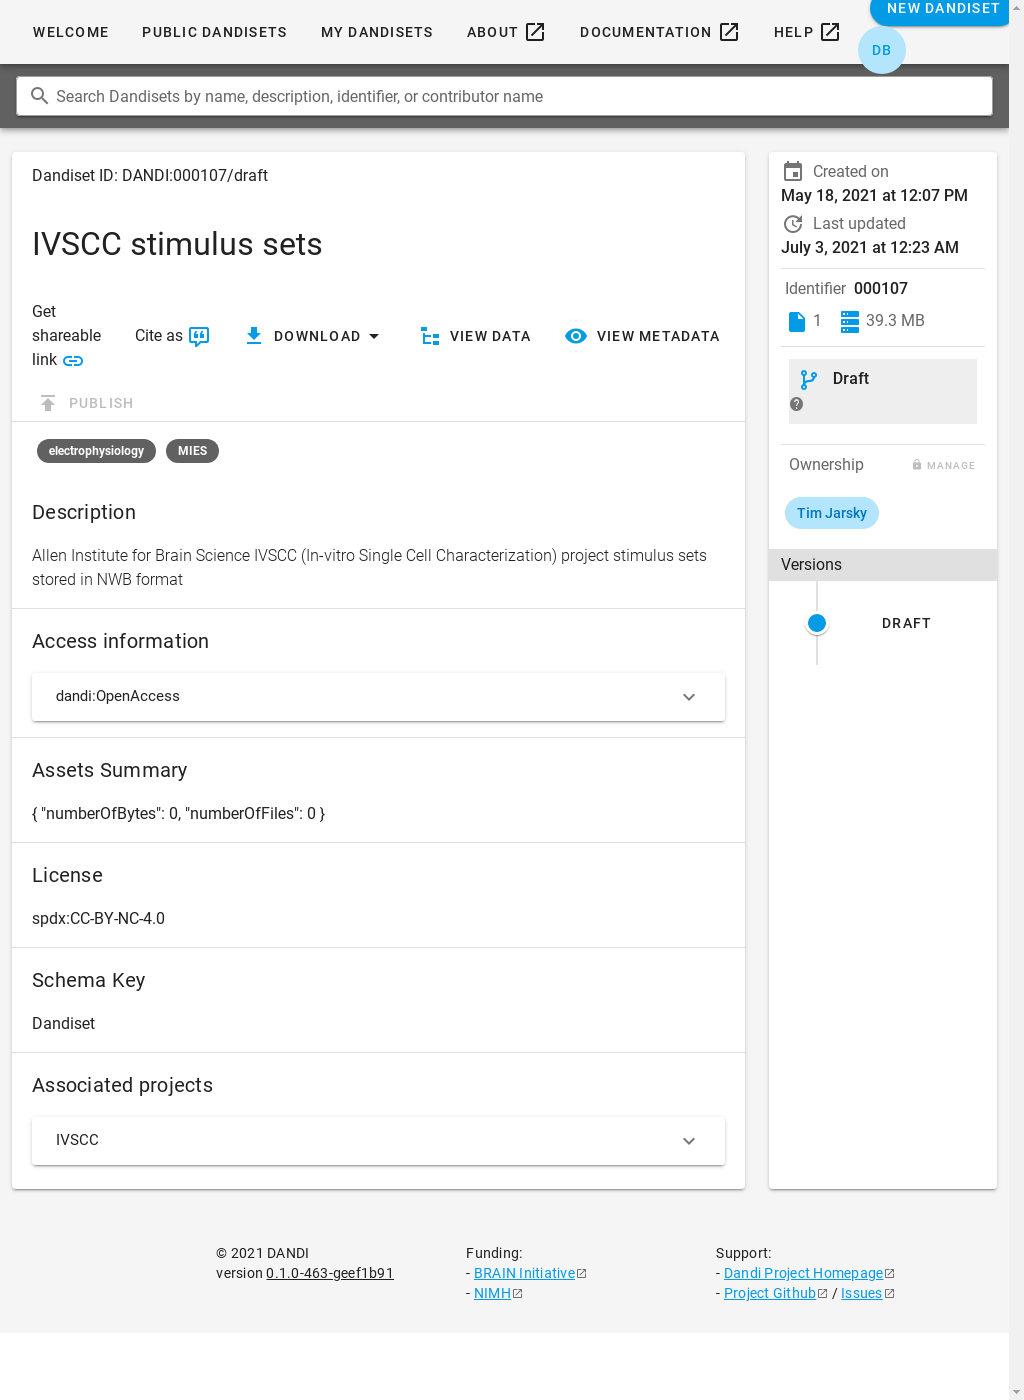 WELCOME
PUBLIC DANDISETS
MY DANDISETS
ABOUT
DOCUMENTATION
HELP
NEW DANDISET
DB
Search Dandisets by name, description, identifier, or contributor name
Dandiset ID: DANDI:000107/draft
IVSCC stimulus sets
Get
shareable
link
Cite as
DOWNLOAD
VIEW DATA
VIEW METADATA
PUBLISH
electrophysiology
MIES
Description
Allen Institute for Brain Science IVSCC (In-vitro Single Cell Characterization) project stimulus sets
stored in NWB format
Access information
dandi:OpenAccess
Assets Summary
{ "numberOfBytes": 0, "numberOfFiles": 0 }
License
spdx:CC-BY-NC-4.0
Schema Key
Dandiset
Associated projects
IVSCC
Created on
May 18, 2021 at 12:07 PM
Last updated
July 3, 2021 at 12:23 AM
Identifier 000107
1
39.3 MB
Draft
Ownership
MANAGE
Tim Jarsky
Versions
DRAFT
© 2021 DANDI
version 0.1.0-463-geef1b91
Funding:
- BRAIN Initiative
- NIMH
Support:
- Dandi Project Homepage
- Project Github / Issues